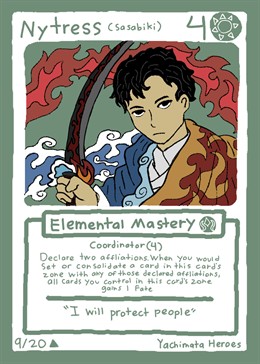 Nytress (Sasabiki) 4
Elemental Mastery
Coordinator (4)
Declare two affliations. When you would
Set or consolidate a card in this card's
zone with any of those declared affiliations,
all Cards you control in this card's zone
gains 1 Fate
"I will protect people"
9/20 ▲ Yachimata Heroes